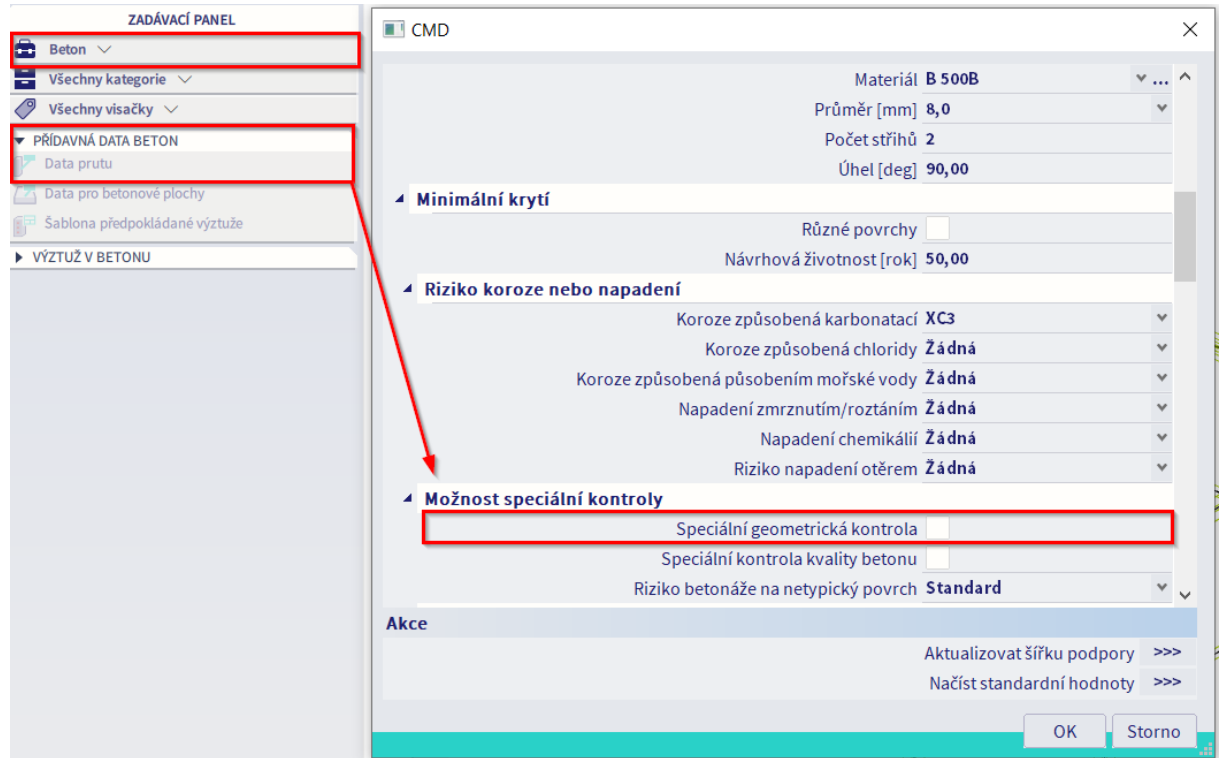 ZADÁVACÍ PANEL
Beton
Všechny kategorie
Všechny visačky
PŘÍDAVNÁ DATA BETON
Data prutu
Data pro betonové plochy
Šablona předpokládané výztuže
VÝZTUŽ V BETONU
CMD
Materiál B 500B ...
Průměr [mm] 8,0
Počet střihů 2
Úhel [deg] 90,00
Minimální krytí
Různé povrchy
Návrhová životnost [rok] 50,00
Riziko koroze nebo napadení
Koroze způsobená karbonatací XC3
Koroze způsobená chloridy Žádná
Koroze způsobená působením mořské vody Žádná
Napadení zmrznutím/roztáním Žádná
Napadení chemikálií Žádná
Riziko napadení otěrem Žádná
Možnost speciální kontroly
Speciální geometrická kontrola
Speciální kontrola kvality betonu
Riziko betonáže na netypický povrch Standard
Akce
Aktualizovat šířku podpory >>>
Načíst standardní hodnoty >>>
OK Storno